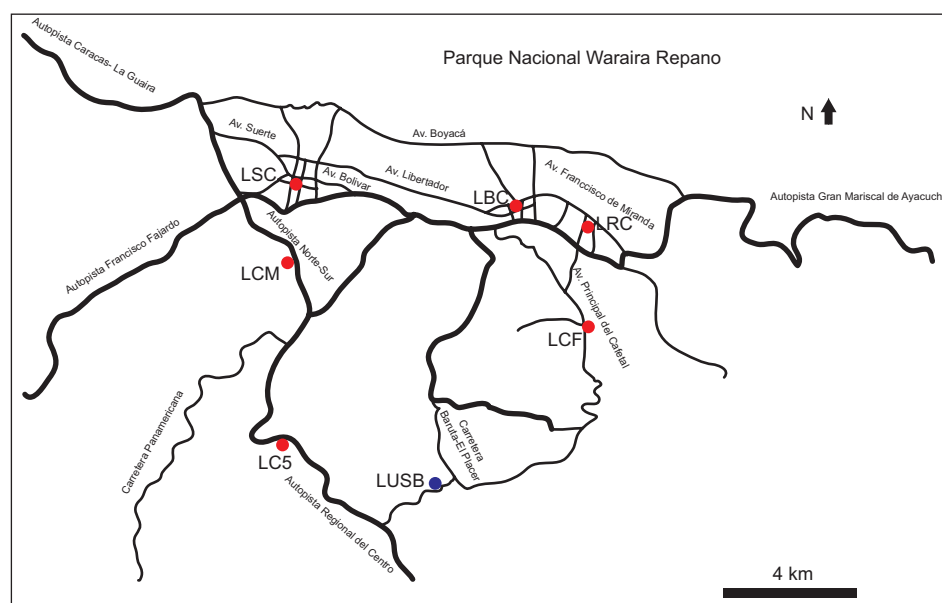 Autopista Caracas- La Guaira
Parque Nacional Waraira Repano
N
Av. Boyacá
Av. Suerte
LSC
Av. Bolivar
Av. Libertador
LBC
Av. Franccisco de Miranda
LRC
Autopista Gran Mariscal de Ayacuch
Autopista Francisco Fajardo
Autopista Norte-Sur
LCM
Av. Principal del Cafetal
LCF
Carretera Panamericana
Carretera
Baruta-El Placer
LC5
LUSB
Autopista Regional del Centro
4 km